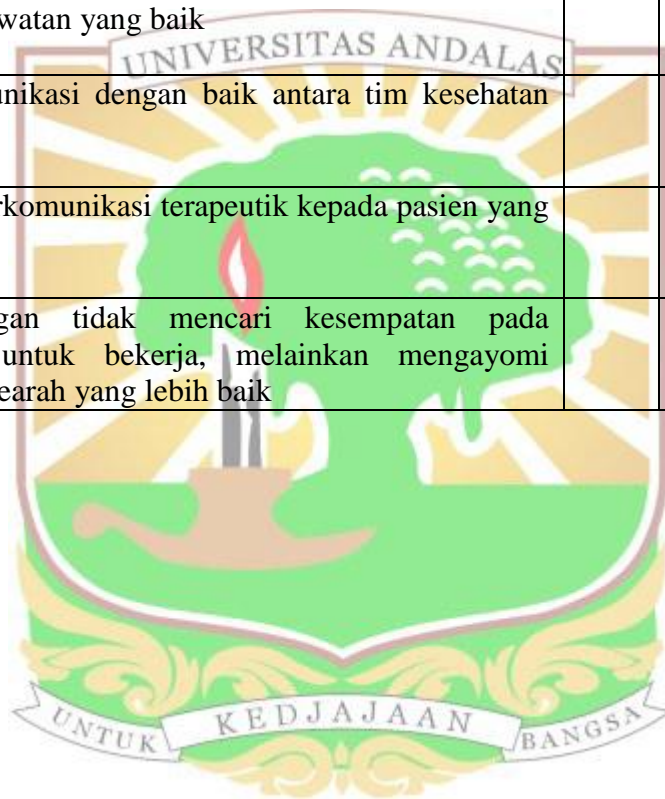 watan yang baik
UNIVERSITAS ANDALAS
unikasi dengan baik antara tim kesehatan
rkomunikasi terapeutik kepada pasien yang
gan tidak mencari kesempatan pada
untuk bekerja, melainkan mengayomi
earah yang lebih baik
UNTUK KEDJAJAAN BANGSA